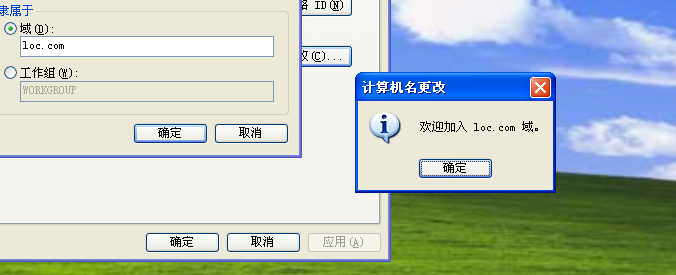 隶属于
络 ID(N)
域(D):
loc.com
改(C)...
工作组(W):
WORKGROUP
确定
取消
计算机名更改
欢迎加入 loc.com 域。
确定
确定
取消
应用(A)